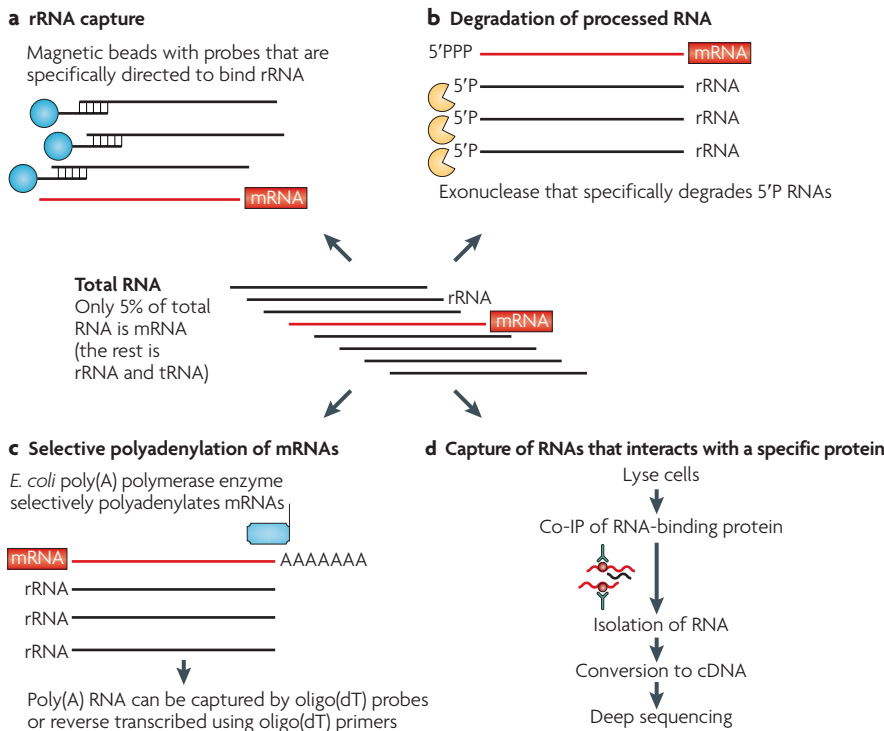 a rRNA capture
Magnetic beads with probes that are
specifically directed to bind rRNA
mRNA
b Degradation of processed RNA
5′PPP mRNA
5′P rRNA
5′P rRNA
5′P rRNA
Exonuclease that specifically degrades 5′P RNAs
Total RNA
Only 5% of total
RNA is mRNA
(the rest is
rRNA and tRNA)
rRNA
mRNA
c Selective polyadenylation of mRNAs
E. coli poly(A) polymerase enzyme
selectively polyadenylates mRNAs
mRNA AAAAAAA
rRNA
rRNA
rRNA
Poly(A) RNA can be captured by oligo(dT) probes
or reverse transcribed using oligo(dT) primers
d Capture of RNAs that interacts with a specific protein
Lyse cells
Co-IP of RNA-binding protein
Isolation of RNA
Conversion to cDNA
Deep sequencing